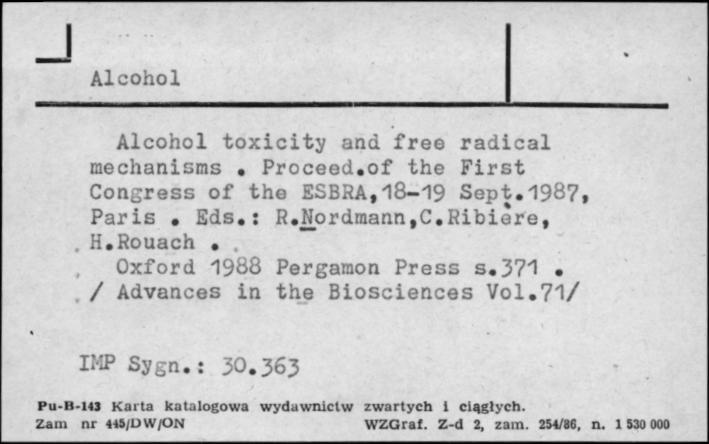 Alcohol
Alcohol toxicity and free radical
mechanisms . Proceed.of the First
Congress of the ESBRA,18-19 Sept.1987,
Paris . Eds.: R.Nordmann,C.Ribière,
H.Rouach .
Oxford 1988 Pergamon Press s.371 .
/ Advances in the Biosciences Vol.71/
IMP Sygn.: 30.363
Pu-B-143 Karta katalogowa wydawnictw zwartych i ciągłych.
Zam nr 445/DW/ON WZGraf. Z-d 2, zam. 254/86, n. 1 530 000